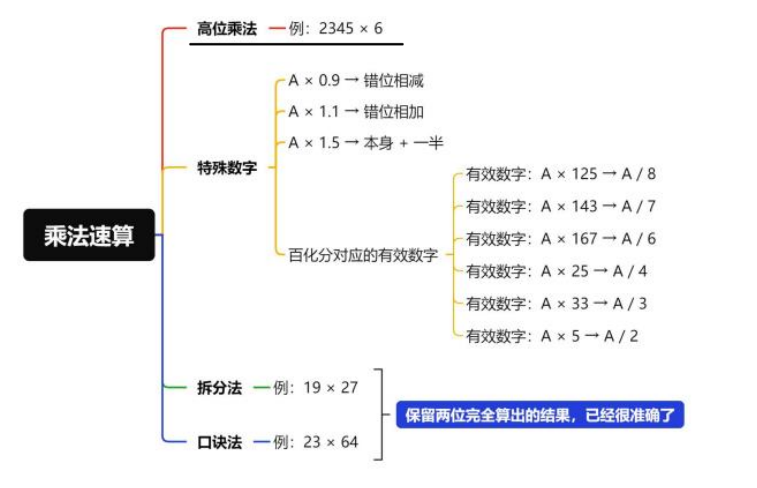 乘法速算
高位乘法
例：2345 × 6
特殊数字
A × 0.9 → 错位相减
A × 1.1 → 错位相加
A × 1.5 → 本身 + 一半
百化分对应的有效数字
有效数字：A × 125 → A / 8
有效数字：A × 143 → A / 7
有效数字：A × 167 → A / 6
有效数字：A × 25 → A / 4
有效数字：A × 33 → A / 3
有效数字：A × 5 → A / 2
拆分法
例：19 × 27
口诀法
例：23 × 64
保留两位完全算出的结果，已经很准确了